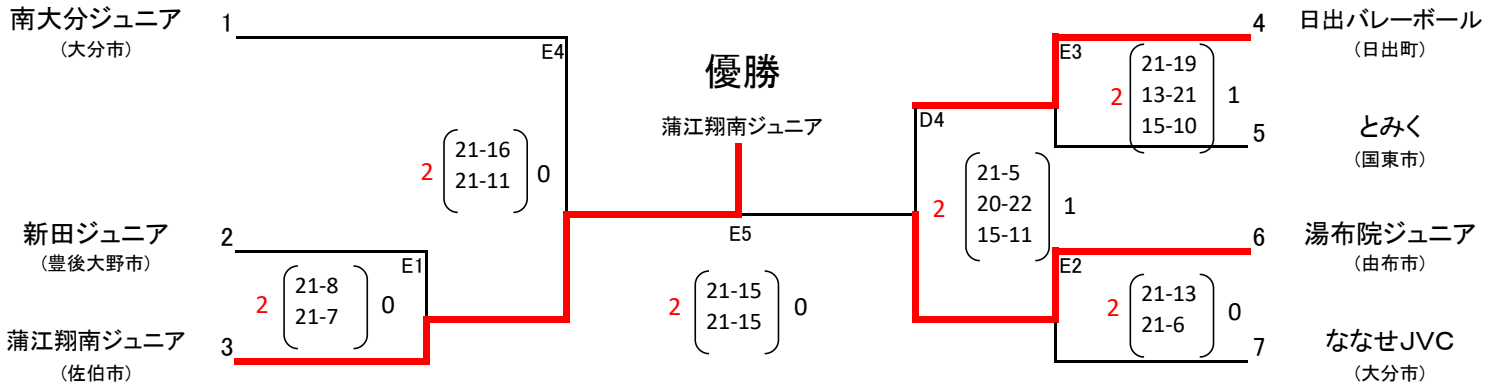 南大分ジュニア 1
(大分市)
E4
優勝
蒲江翔南ジュニア
4 日出バレーボール
(日出町)
E3
2 21-19 1
13-21
15-10
D4
5 とみく
(国東市)
2 21-16 0
21-11
2 21-5 1
20-22
15-11
新田ジュニア 2
(豊後大野市)
E1
2 21-8 0
21-7
E5
2 21-15 0
21-15
6 湯布院ジュニア
(由布市)
E2
2 21-13 0
21-6
蒲江翔南ジュニア 3
(佐伯市)
7 ななせJVC
(大分市)